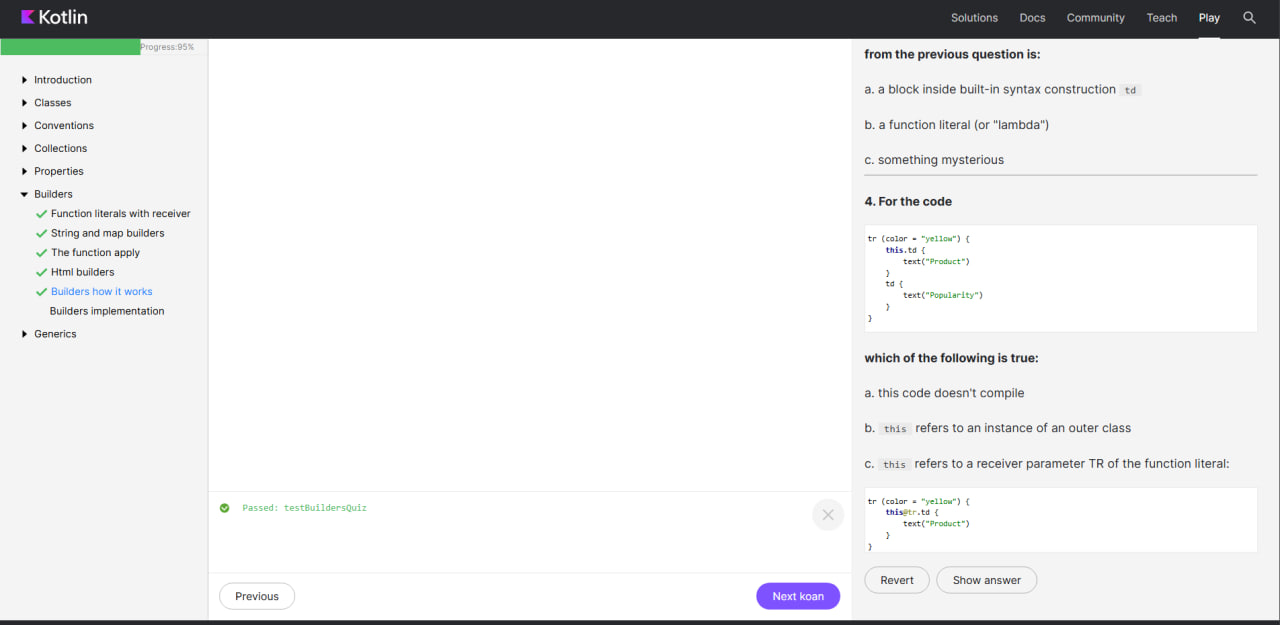 Kotlin
Solutions Docs Community Teach Play
Progress:95%
Introduction
Classes
Conventions
Collections
Properties
Builders
Function literals with receiver
String and map builders
The function apply
Html builders
Builders how it works
Builders implementation
Generics
Passed: testBuildersQuiz
Previous
Next koan
from the previous question is:
a. a block inside built-in syntax construction td
b. a function literal (or "lambda")
c. something mysterious
4. For the code
tr (color = "yellow") {
    this.td {
        text("Product")
    }
    td {
        text("Popularity")
    }
}
which of the following is true:
a. this code doesn't compile
b. this refers to an instance of an outer class
c. this refers to a receiver parameter TR of the function literal:
tr (color = "yellow") {
    this@tr.td {
        text("Product")
    }
}
Revert
Show answer